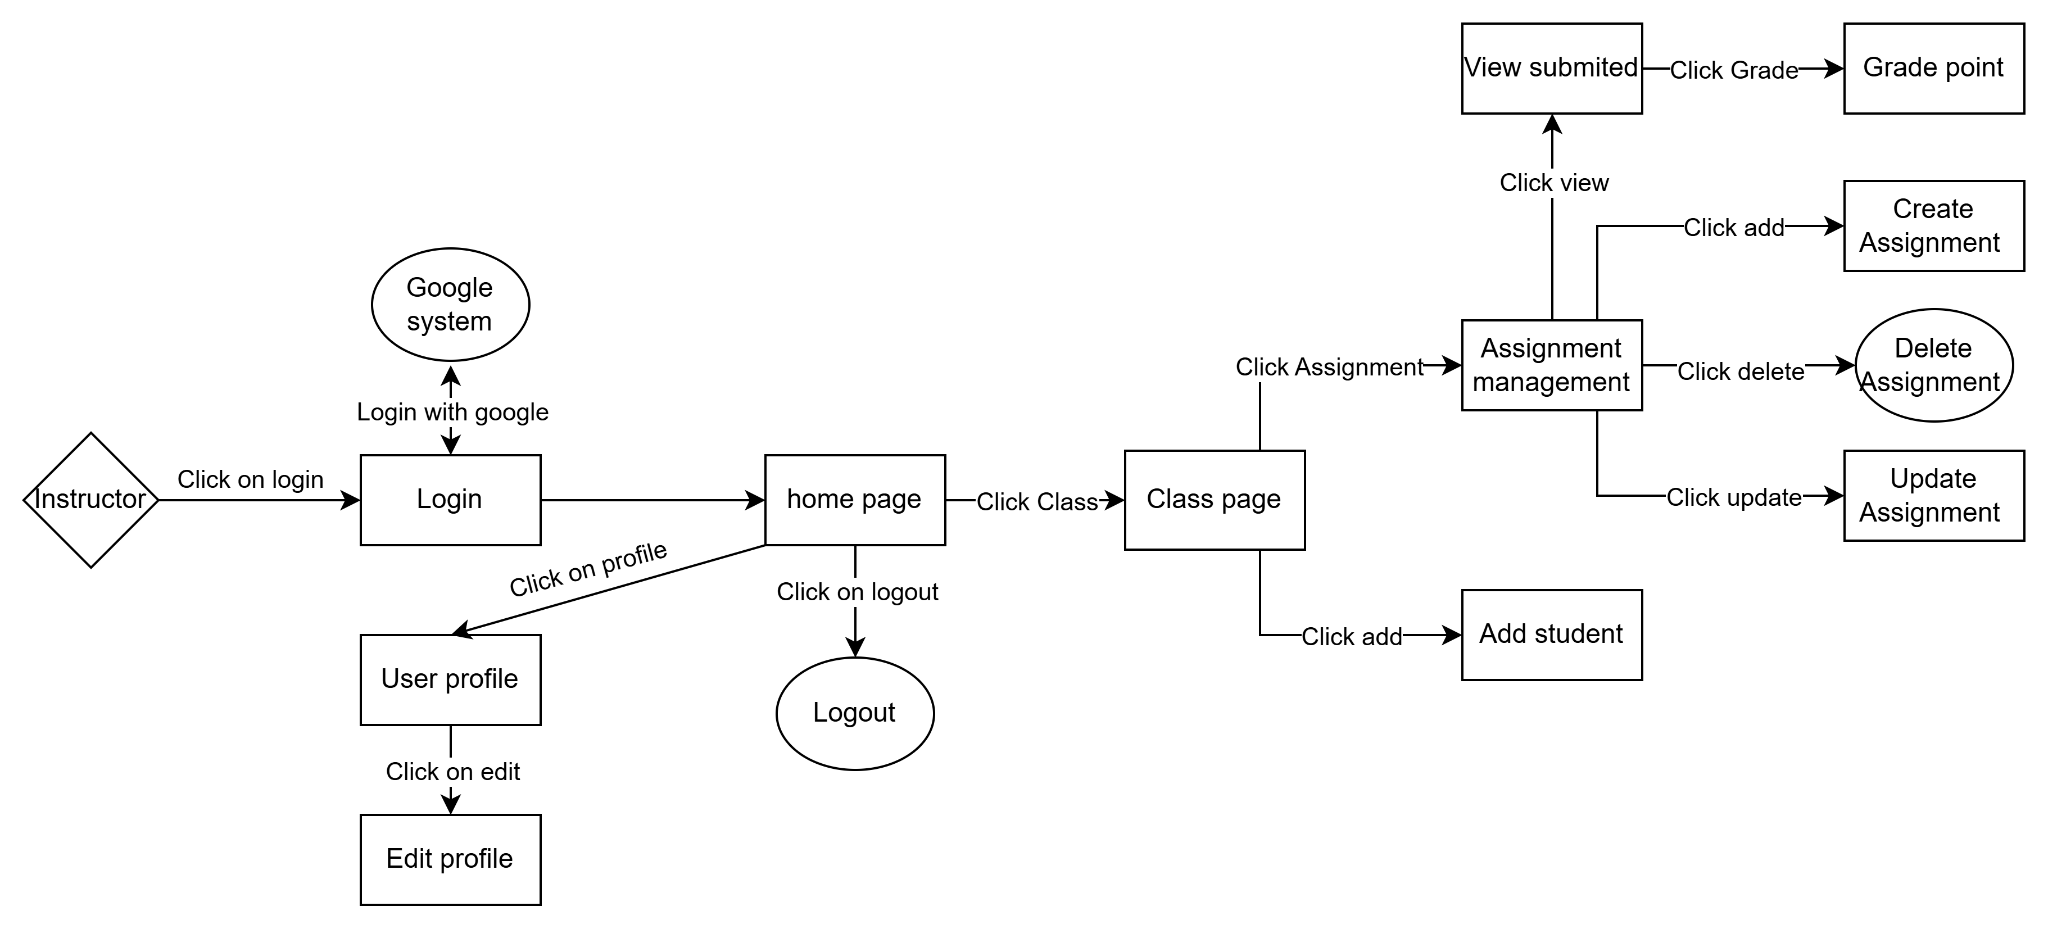 View submited
Click Grade
Grade point
Click view
Create
Assignment
Click add
Google
system
Assignment
management
Click Assignment
Click delete
Delete
Assignment
Login with google
Instructor
Click on login
Login
home page
Click Class
Class page
Click update
Update
Assignment
Click on profile
Click on logout
Click add
Add student
User profile
Logout
Click on edit
Edit profile